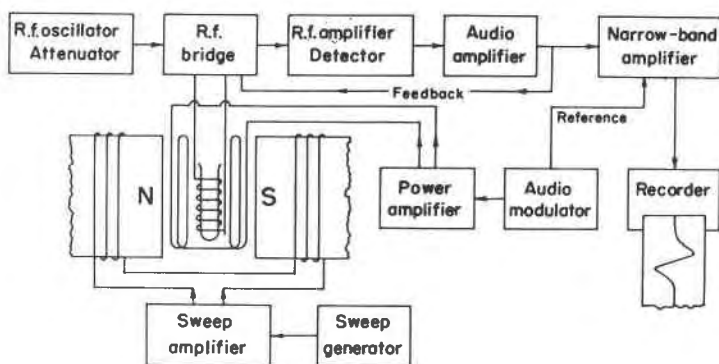 R.f. oscillator
Attenuator
R.f.
bridge
R.f. amplifier
Detector
Audio
amplifier
Narrow-band
amplifier
Feedback
Reference
N
S
Power
amplifier
Audio
modulator
Recorder
Sweep
amplifier
Sweep
generator